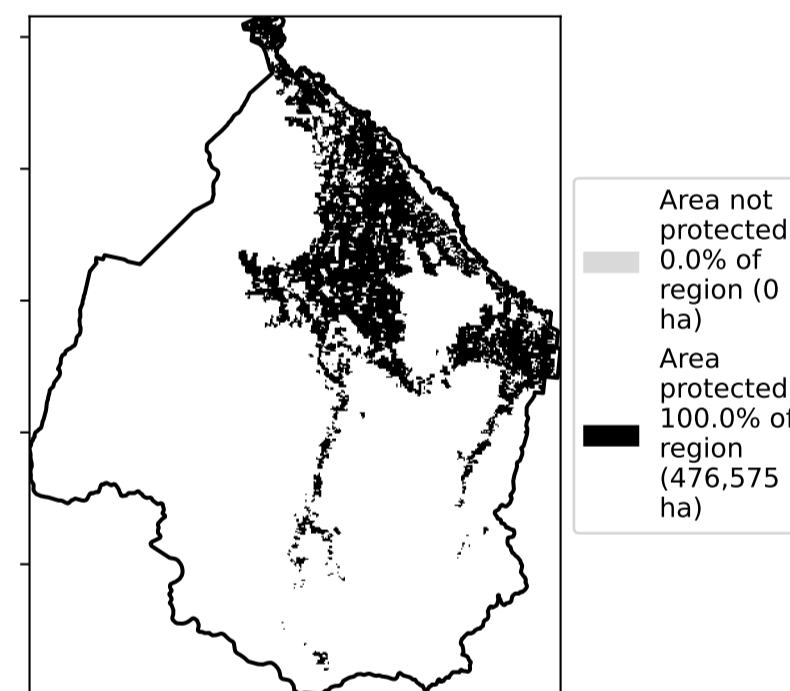 Area not
protected
0.0% of
region (0
ha)
Area
protected
100.0% of
region
(476,575
ha)